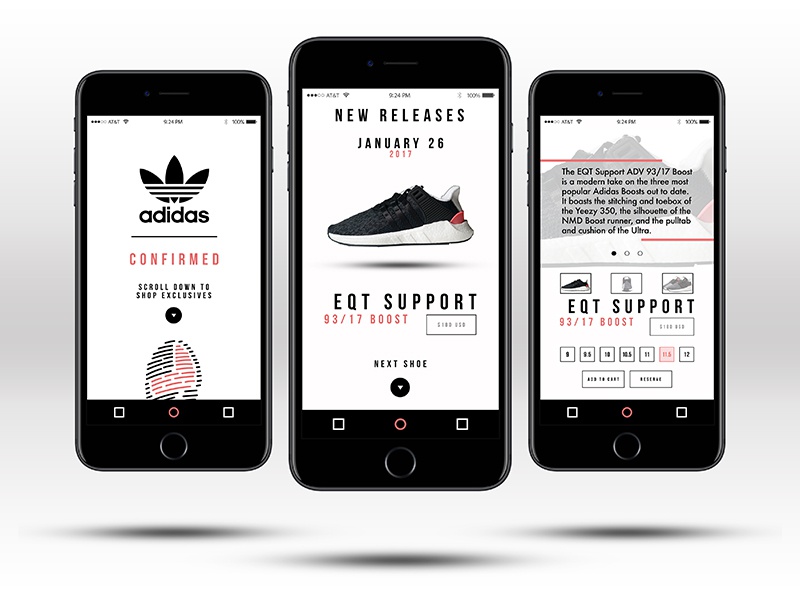 AT&T 9:24 PM 100%
adidas
CONFIRMED
SCROLL DOWN TO
SHOP EXCLUSIVES
AT&T 9:24 PM 100%
NEW RELEASES
JANUARY 26
2017
EQT SUPPORT
93/17 BOOST
$180 USD
NEXT SHOE
AT&T 9:24 PM 100%
The EQT Support ADV 93/17 Boost
is a modern take on the three most
popular Adidas Boosts out to date.
It boasts the stitching and toebox of
the Yeezy 350, the silhouette of the
NMD Boost runner, and the pulltab
and cushion of the Ultra.
EQT SUPPORT
93/17 BOOST
$180 USD
9 9.5 10 10.5 11 11.5 12
ADD TO CART RESERVE